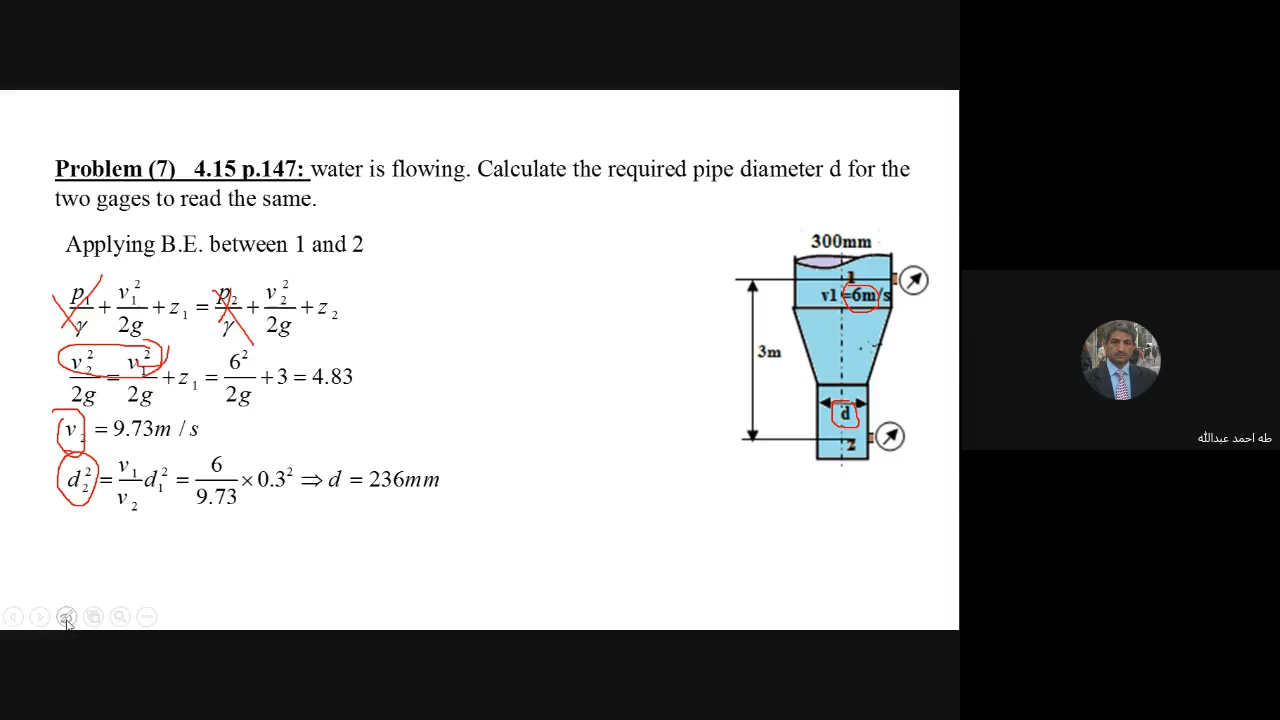 Problem (7) 4.15 p.147: water is flowing. Calculate the required pipe diameter d for the
two gages to read the same.
Applying B.E. between 1 and 2
p₁/γ + v₁²/2g + z₁ = p₂/γ + v₂²/2g + z₂
v₂²/2g = v₁²/2g + z₁ = 6²/2g + 3 = 4.83
v₂ = 9.73m / s
d₂² = v₁/v₂ d₁² = 6/9.73 × 0.3² ⇒ d = 236mm
300mm
1
v1=6m/s
3m
d
2
طه احمد عبدالله